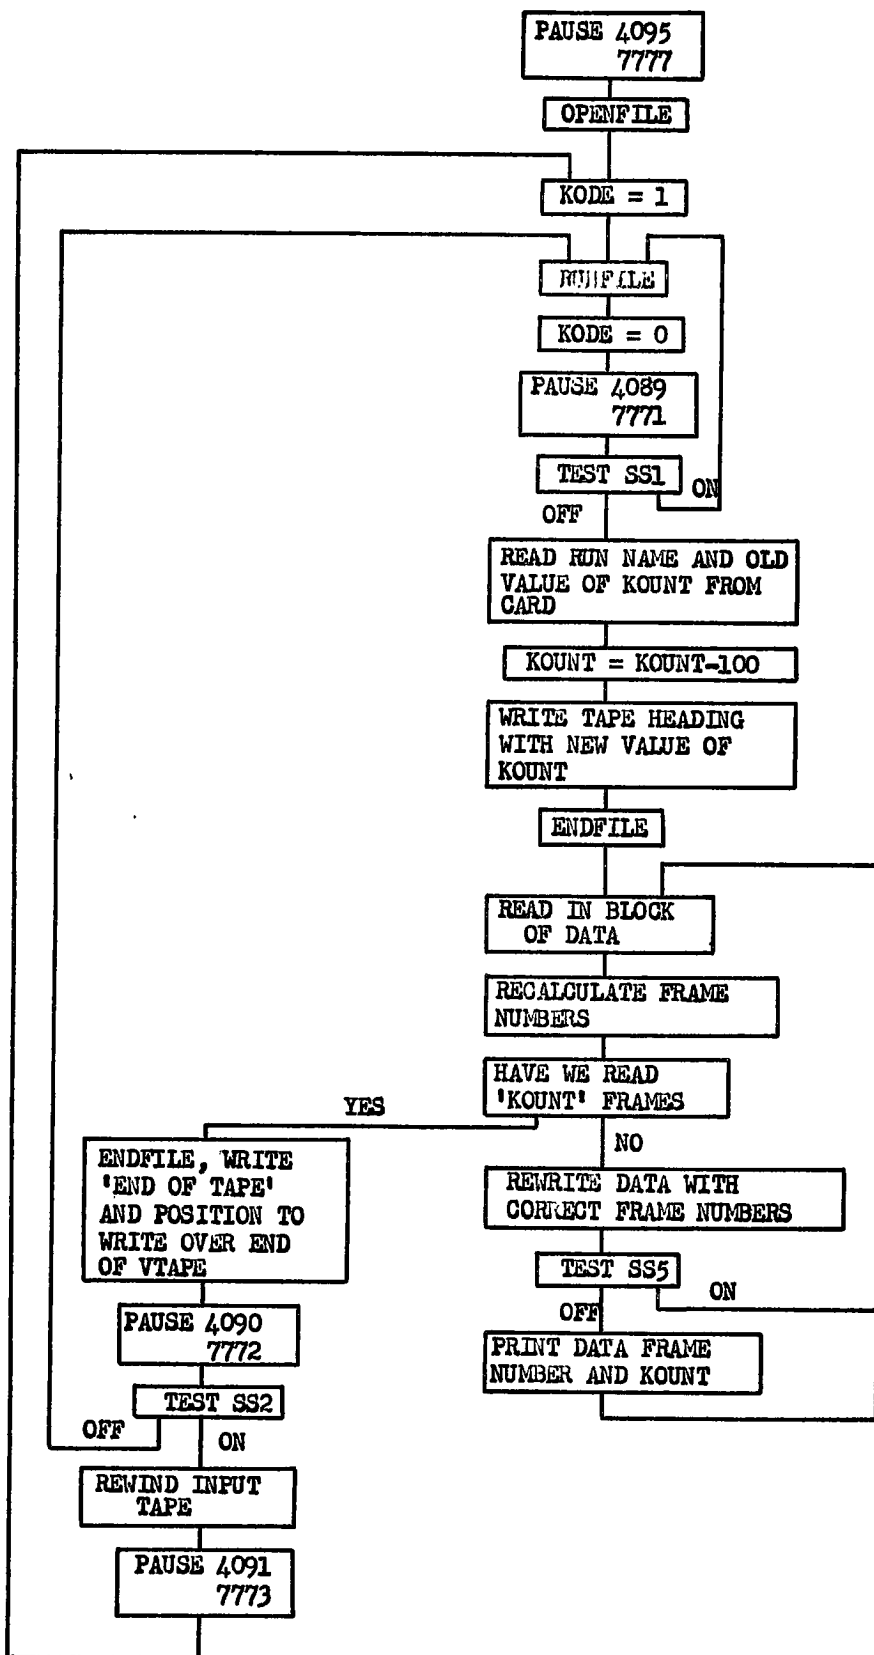 PAUSE 4095
7777
OPENFILE
KODE = 1
RUNFILE
KODE = 0
PAUSE 4089
7771
TEST SS1
ON
OFF
READ RUN NAME AND OLD
VALUE OF KOUNT FROM
CARD
KOUNT = KOUNT-100
WRITE TAPE HEADING
WITH NEW VALUE OF
KOUNT
ENDFILE
READ IN BLOCK
OF DATA
RECALCULATE FRAME
NUMBERS
HAVE WE READ
'KOUNT' FRAMES
YES
NO
ENDFILE, WRITE
'END OF TAPE'
AND POSITION TO
WRITE OVER END
OF VTAPE
REWRITE DATA WITH
CORRECT FRAME NUMBERS
TEST SS5
ON
OFF
PRINT DATA FRAME
NUMBER AND KOUNT
PAUSE 4090
7772
TEST SS2
OFF
ON
REWIND INPUT
TAPE
PAUSE 4091
7773